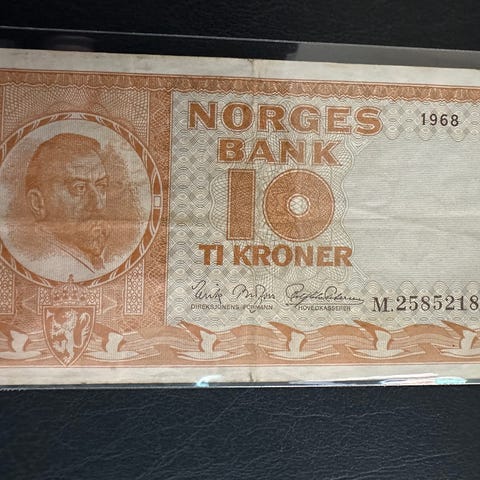 NORGES
1968
BANK
10
TI KRONER
DIREKSJONENS FORMANN
HOVEDKASSERER
M.2585218